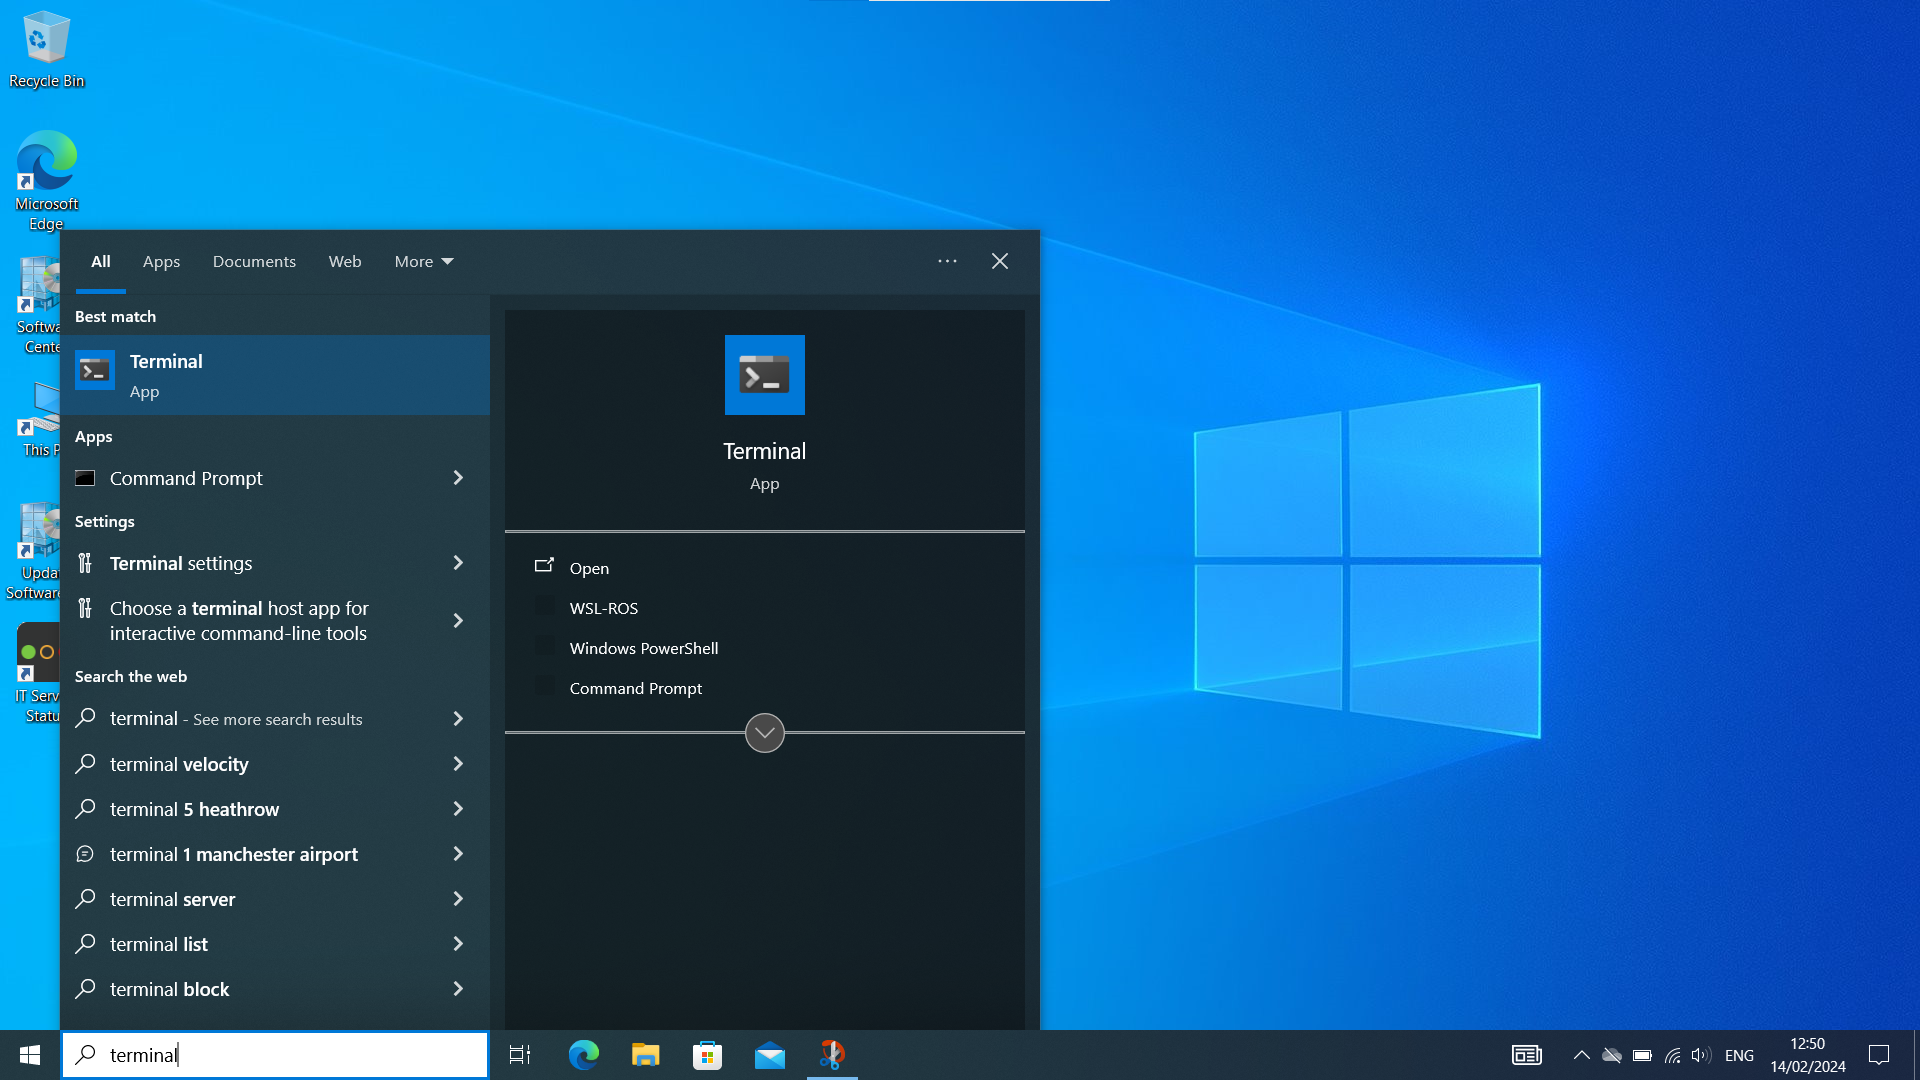 Recycle Bin
Microsoft
Edge
Softwa
Cente
This P
Updat
Software
IT Serv
Statu
All
Apps
Documents
Web
More
Best match
Terminal
App
Apps
Command Prompt
Settings
Terminal settings
Choose a terminal host app for
interactive command-line tools
Search the web
terminal - See more search results
terminal velocity
terminal 5 heathrow
terminal 1 manchester airport
terminal server
terminal list
terminal block
Terminal
App
Open
WSL-ROS
Windows PowerShell
Command Prompt
terminal
ENG
12:50
14/02/2024